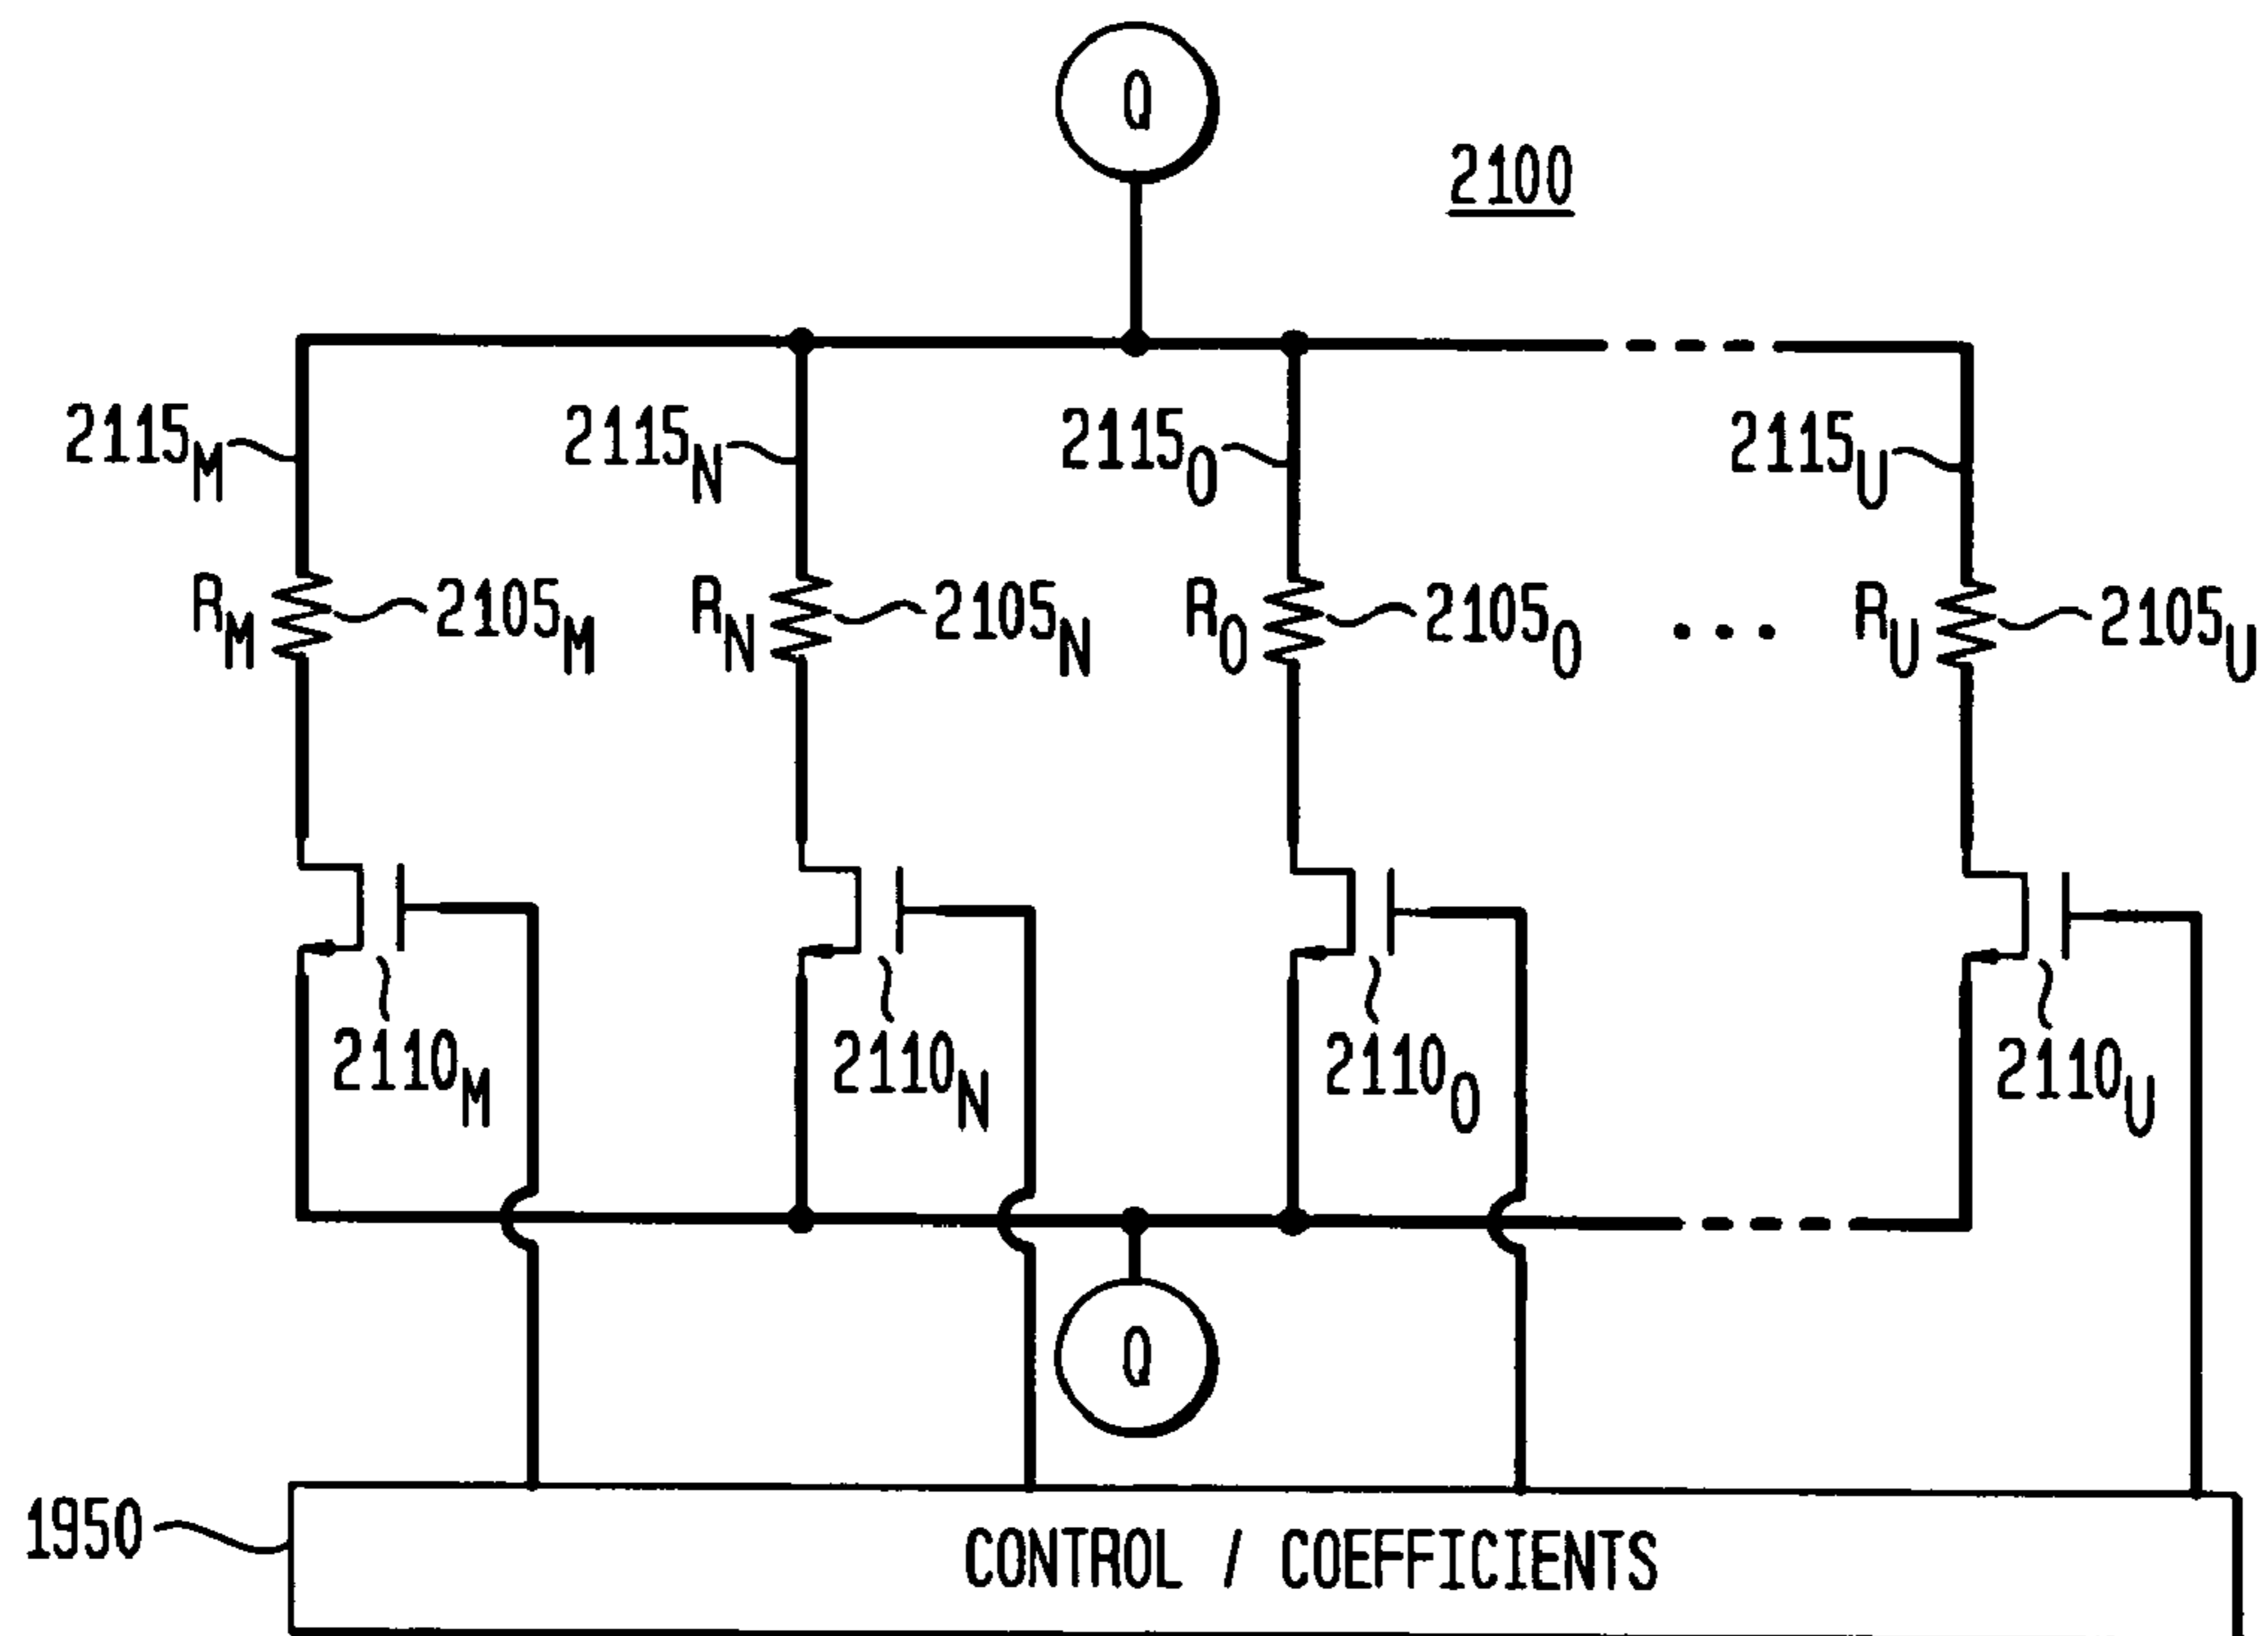 Q
2100
2115M 2115N 2115O 2115U
RM 2105M RN 2105N RO 2105O ... RU 2105U
2110M 2110N 2110O 2110U
Q
1950 CONTROL / COEFFICIENTS